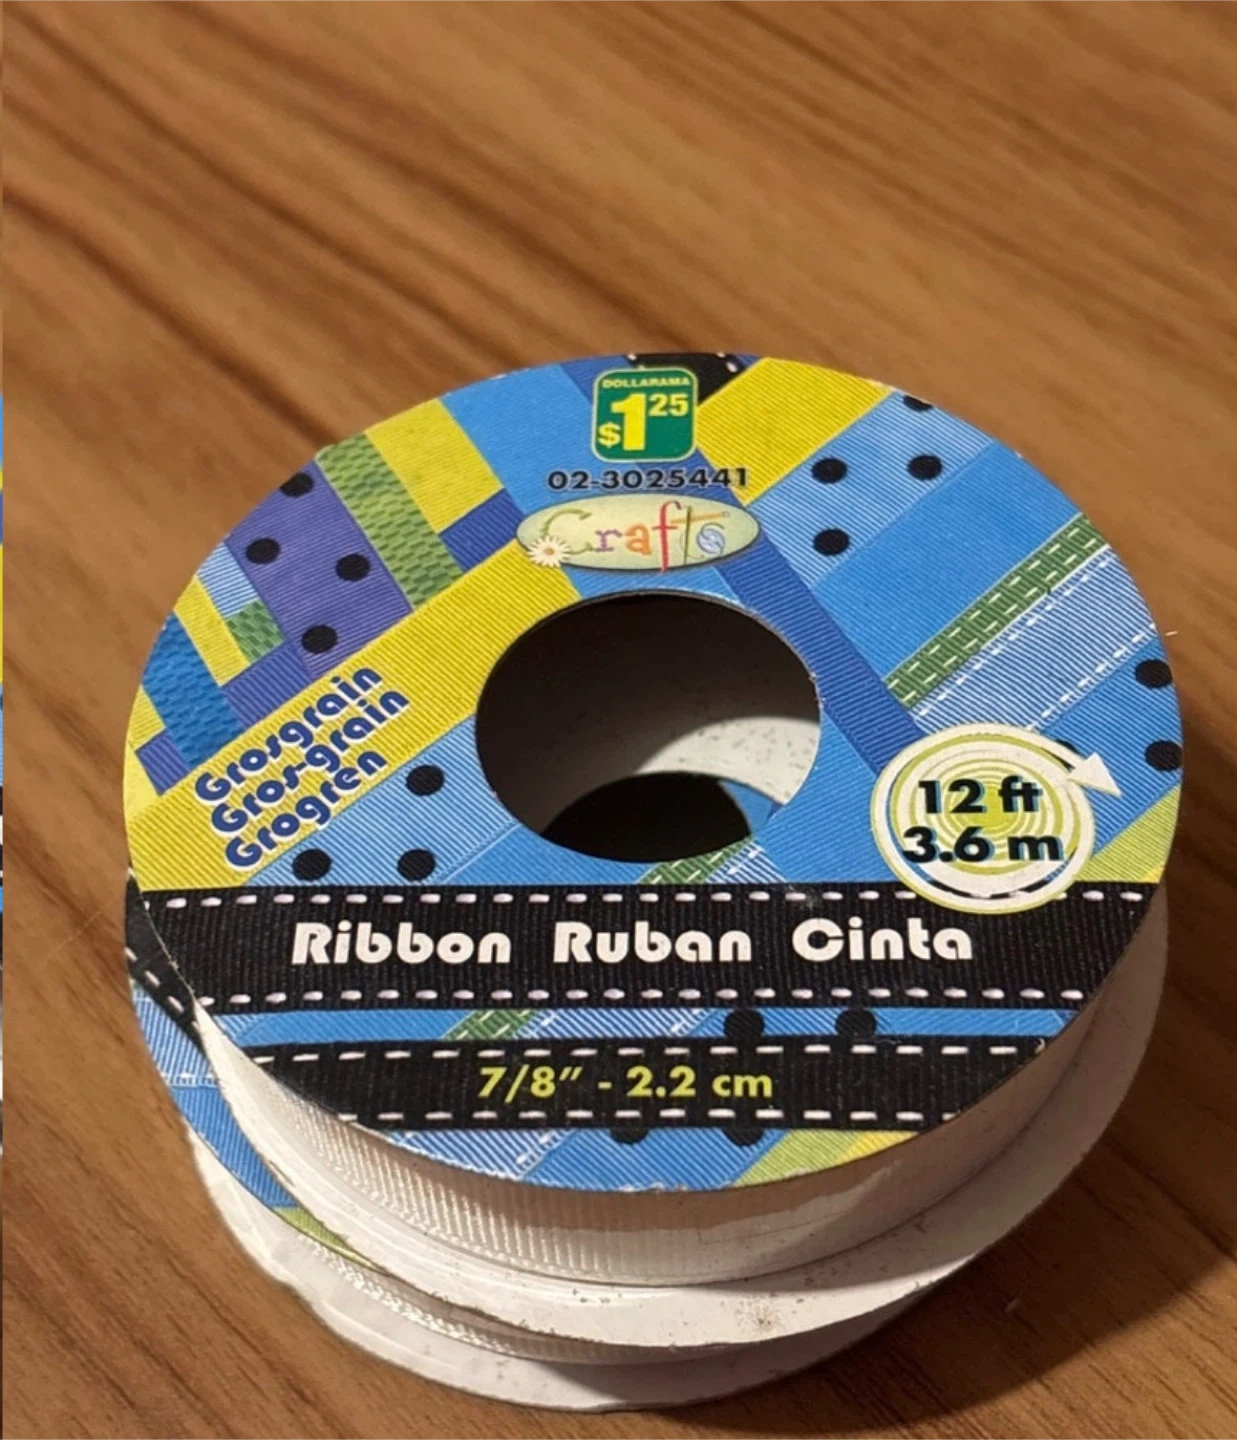 DOLLARAMA
$1.25
02-3025441
Crafts
Grosgrain
Gros-grain
Grogren
12 ft
3.6 m
Ribbon Ruban Cinta
7/8" - 2.2 cm